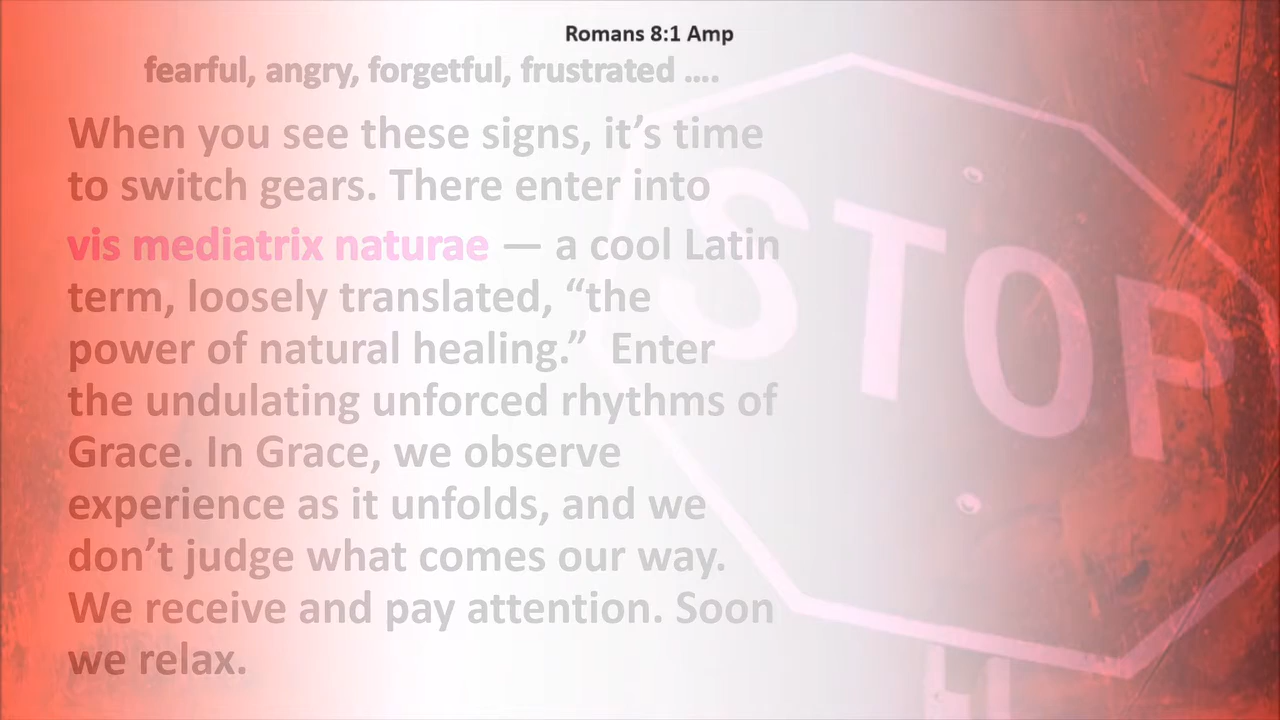 Romans 8:1 Amp
fearful, angry, forgetful, frustrated ....
When you see these signs, it’s time
to switch gears. There enter into
vis mediatrix naturae — a cool Latin
term, loosely translated, “the
power of natural healing.” Enter
the undulating unforced rhythms of
Grace. In Grace, we observe
experience as it unfolds, and we
don’t judge what comes our way.
We receive and pay attention. Soon
we relax.
STOP